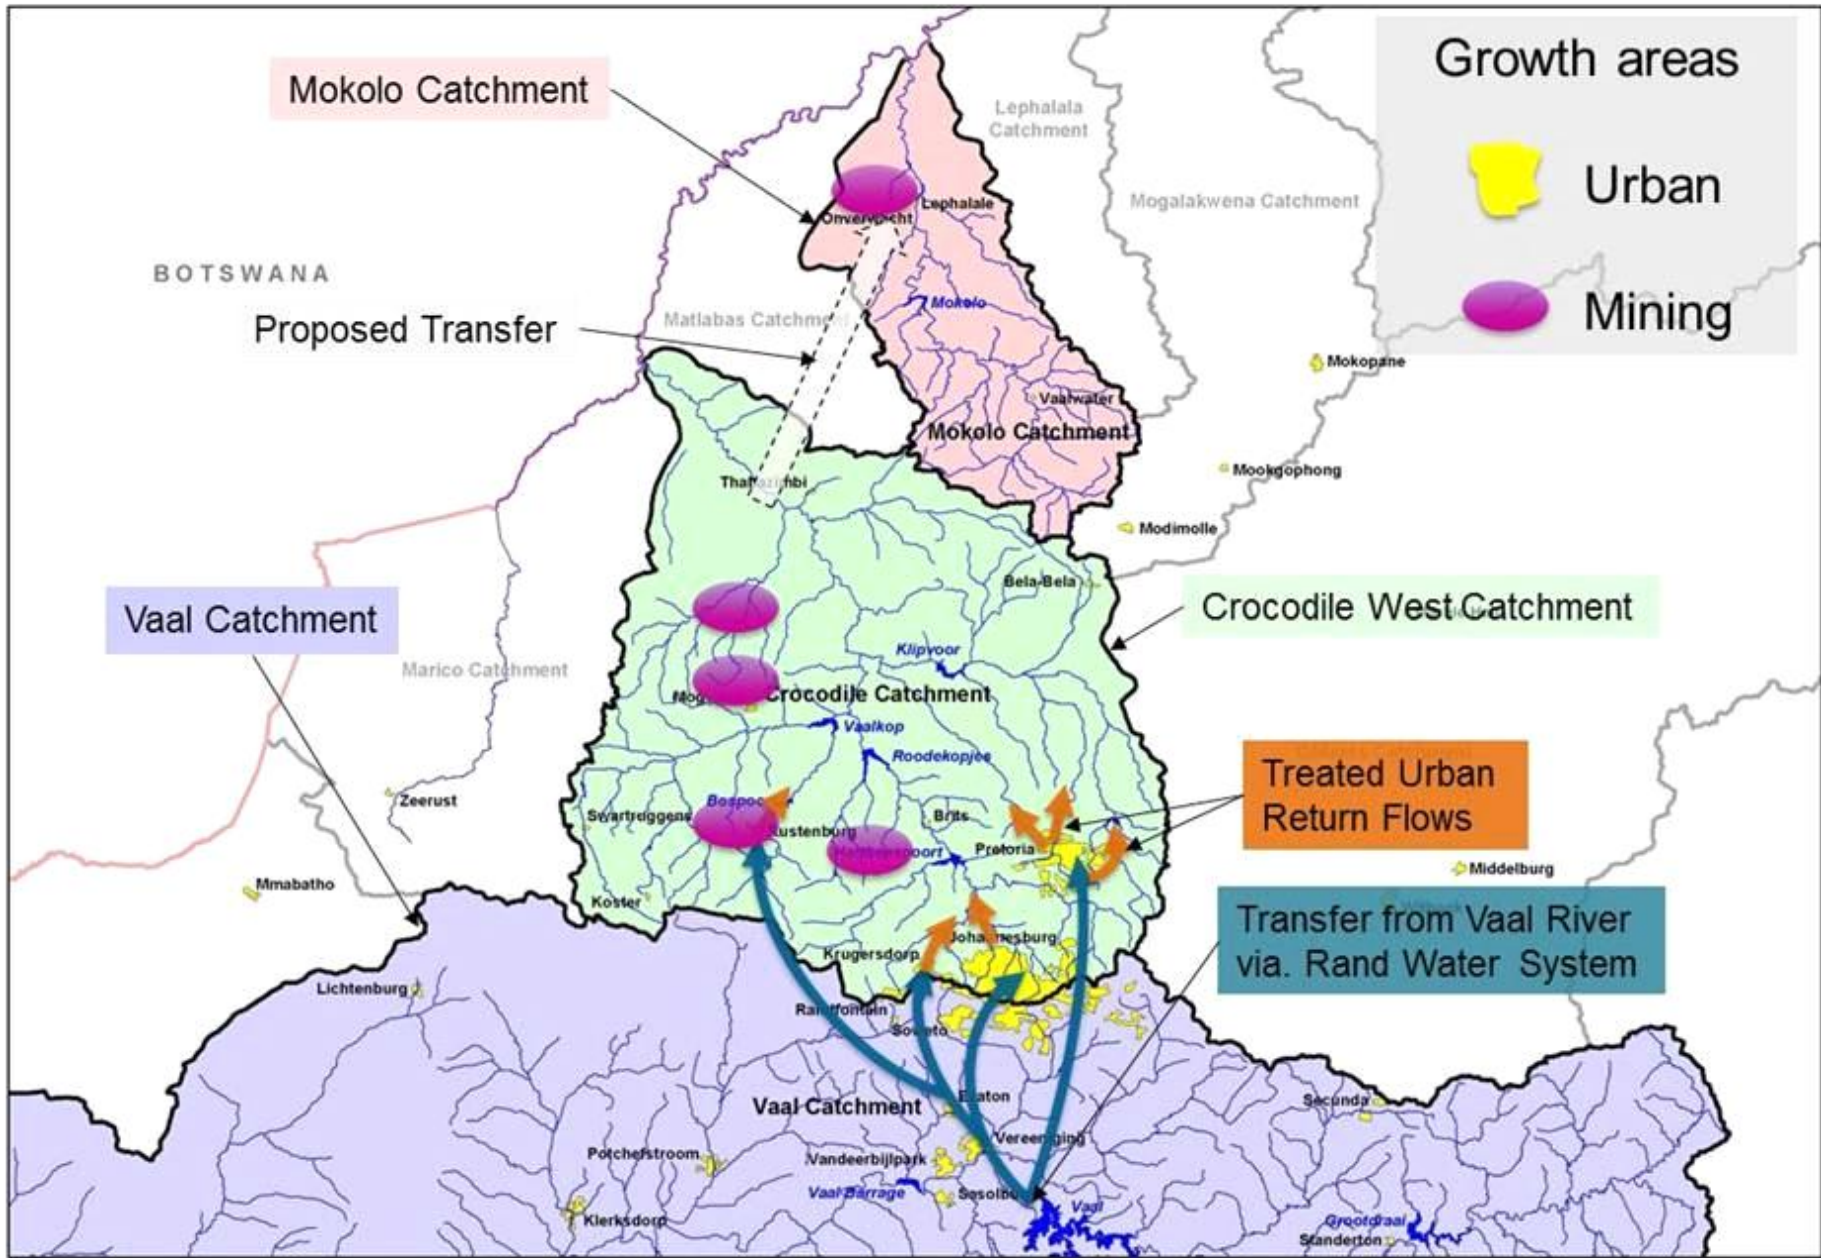 Growth areas
Urban
Mining
Mokolo Catchment
Lephalala
Catchment
Mogalakwena Catchment
Lephalale
BOTSWANA
Mokolo
Matlabas Catchment
Proposed Transfer
Mokopane
Vaalwater
Mokolo Catchment
Mookgophong
Modimolle
Bela-Bela
Vaal Catchment
Crocodile West Catchment
Klipvoor
Marico Catchment
Crocodile Catchment
Vaalkop
Roodekopjes
Treated Urban
Return Flows
Zeerust
Swartruggens
Brits
Pretoria
Middelburg
Mmabatho
Koster
Transfer from Vaal River
via. Rand Water System
Krugersdorp
Johannesburg
Lichtenburg
Randfontein
Soweto
Vaal Catchment
Secunda
Vereeniging
Potchefstroom
Vandeerbijlpark
Vaal Barrage
Vaal
Klerksdorp
Grootdraai
Standerton